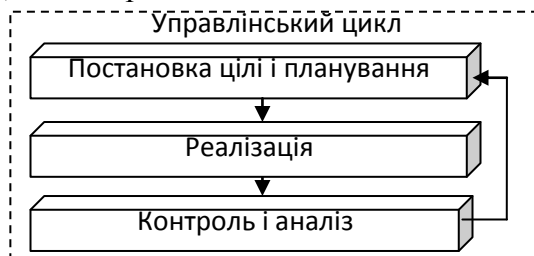 Управлінський цикл
Постановка цілі і планування
Реалізація
Контроль і аналіз